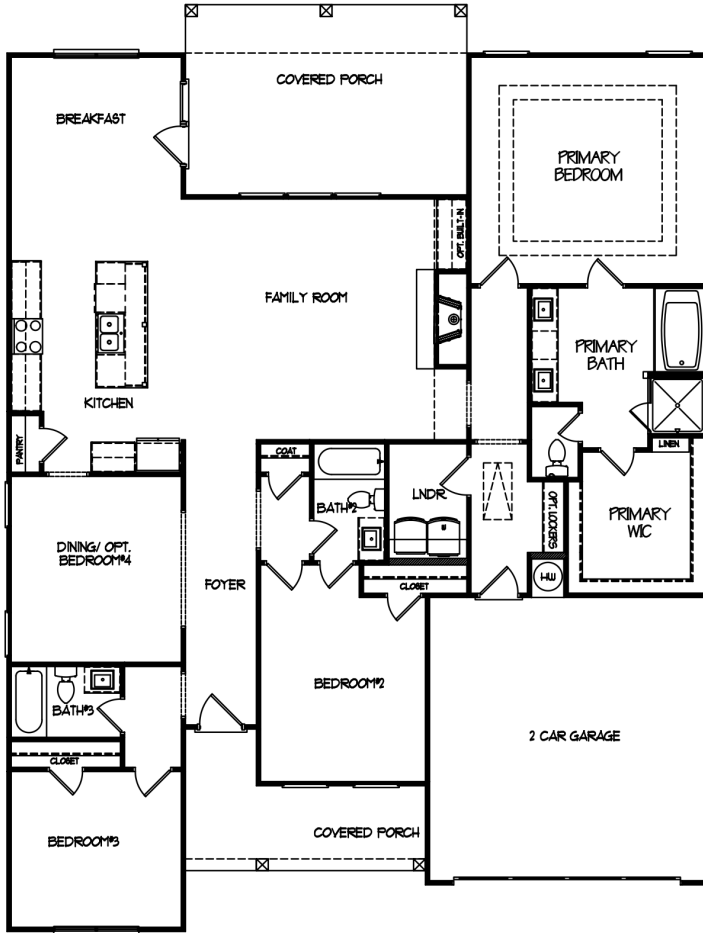 COVERED PORCH
BREAKFAST
PRIMARY
BEDROOM
OPT. BUILT-IN
FAMILY ROOM
PRIMARY
BATH
KITCHEN
PANTRY
COAT
LINEN
BATH#2
LNDR.
OPT. LOCKERS
PRIMARY
WIC
DINING/ OPT.
BEDROOM#4
FOYER
CLOSET
HW
BEDROOM#2
BATH#3
2 CAR GARAGE
CLOSET
COVERED PORCH
BEDROOM#3